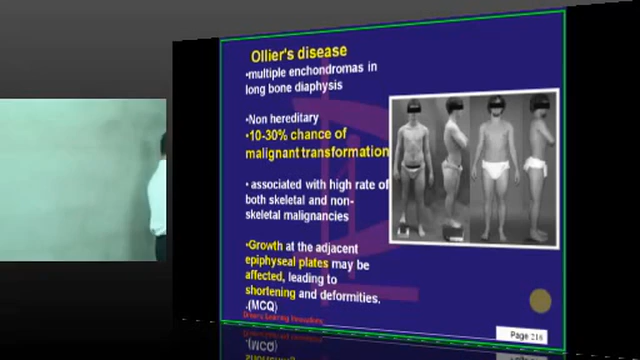 Ollier's disease
•multiple enchondromas in
long bone diaphysis
Non hereditary
•10-30% chance of
malignant transformation
• associated with high rate of
both skeletal and non-
skeletal malignancies
•Growth at the adjacent
epiphyseal plates may be
affected, leading to
shortening and deformities.
.(MCQ)
Page 216